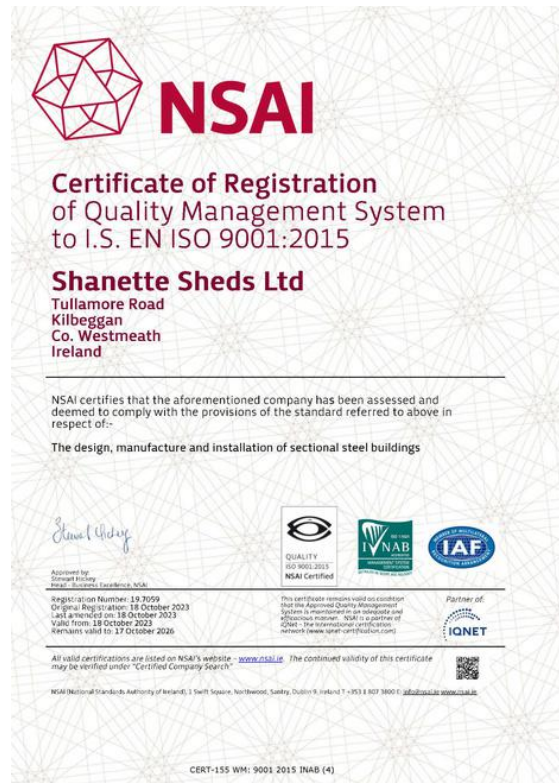 NSAI
Certificate of Registration
of Quality Management System
to I.S. EN ISO 9001:2015
Shanette Sheds Ltd
Tullamore Road
Kilbeggan
Co. Westmeath
Ireland
NSAI certifies that the aforementioned company has been assessed and
deemed to comply with the provisions of the standard referred to above in
respect of:-
The design, manufacture and installation of sectional steel buildings
Approved by:
Stewart Hickey
Head - Business Excellence, NSAI
QUALITY
ISO 9001:2015
NSAI Certified
INAB
IAF
Registration Number: 19.7059
Original Registration: 18 October 2023
Last amended on: 18 October 2023
Valid from: 18 October 2023
Remains valid to: 17 October 2026
This certificate remains valid on condition
that the Approved Quality Management
System is maintained in an adequate and
efficacious manner. NSAI is a partner of
IQNet - the international certification
network (www.iqnet-certification.com)
Partner of:
IQNET
All valid certifications are listed on NSAI's website - www.nsai.ie. The continued validity of this certificate
may be verified under "Certified Company Search"
NSAI (National Standards Authority of Ireland), 1 Swift Square, Northwood, Santry, Dublin 9, Ireland T +353 1 807 3800 E: info@nsai.ie www.nsai.ie
CERT-155 WM: 9001 2015 INAB (4)